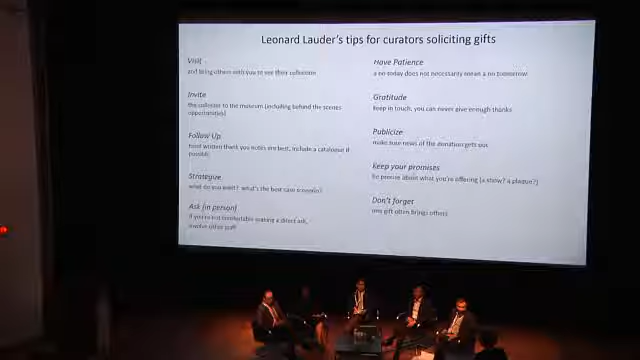 Leonard Lauder's tips for curators soliciting gifts
Visit
and bring others with you to see their collection
Invite
the collector to the museum (including behind the scenes
opportunities)
Follow Up
hand written thank you notes are best, include a catalogue if
possible
Strategize
what do you want? what's the best case scenario?
Ask (in person)
if you're not comfortable making a direct ask,
involve other staff
Have Patience
a no today does not necessarily mean a no tomorrow
Gratitude
keep in touch, you can never give enough thanks
Publicize
make sure news of the donation gets out
Keep your promises
be precise about what you're offering (a show? a plaque?)
Don't forget
one gift often brings others